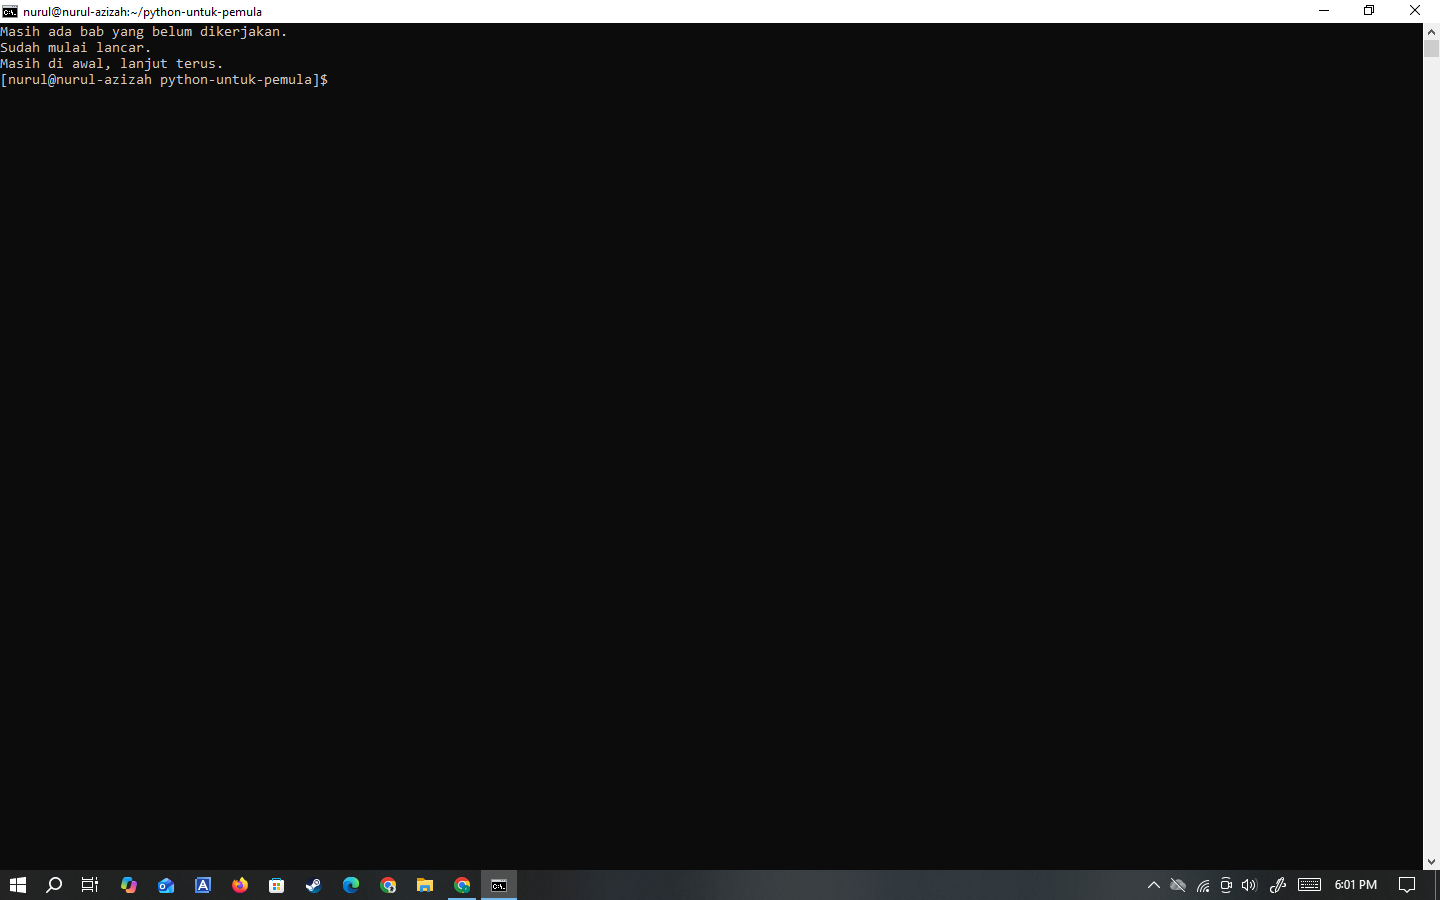 nurul@nurul-azizah:~/python-untuk-pemula
Masih ada bab yang belum dikerjakan.
Sudah mulai lancar.
Masih di awal, lanjut terus.
[nurul@nurul-azizah python-untuk-pemula]$
6:01 PM